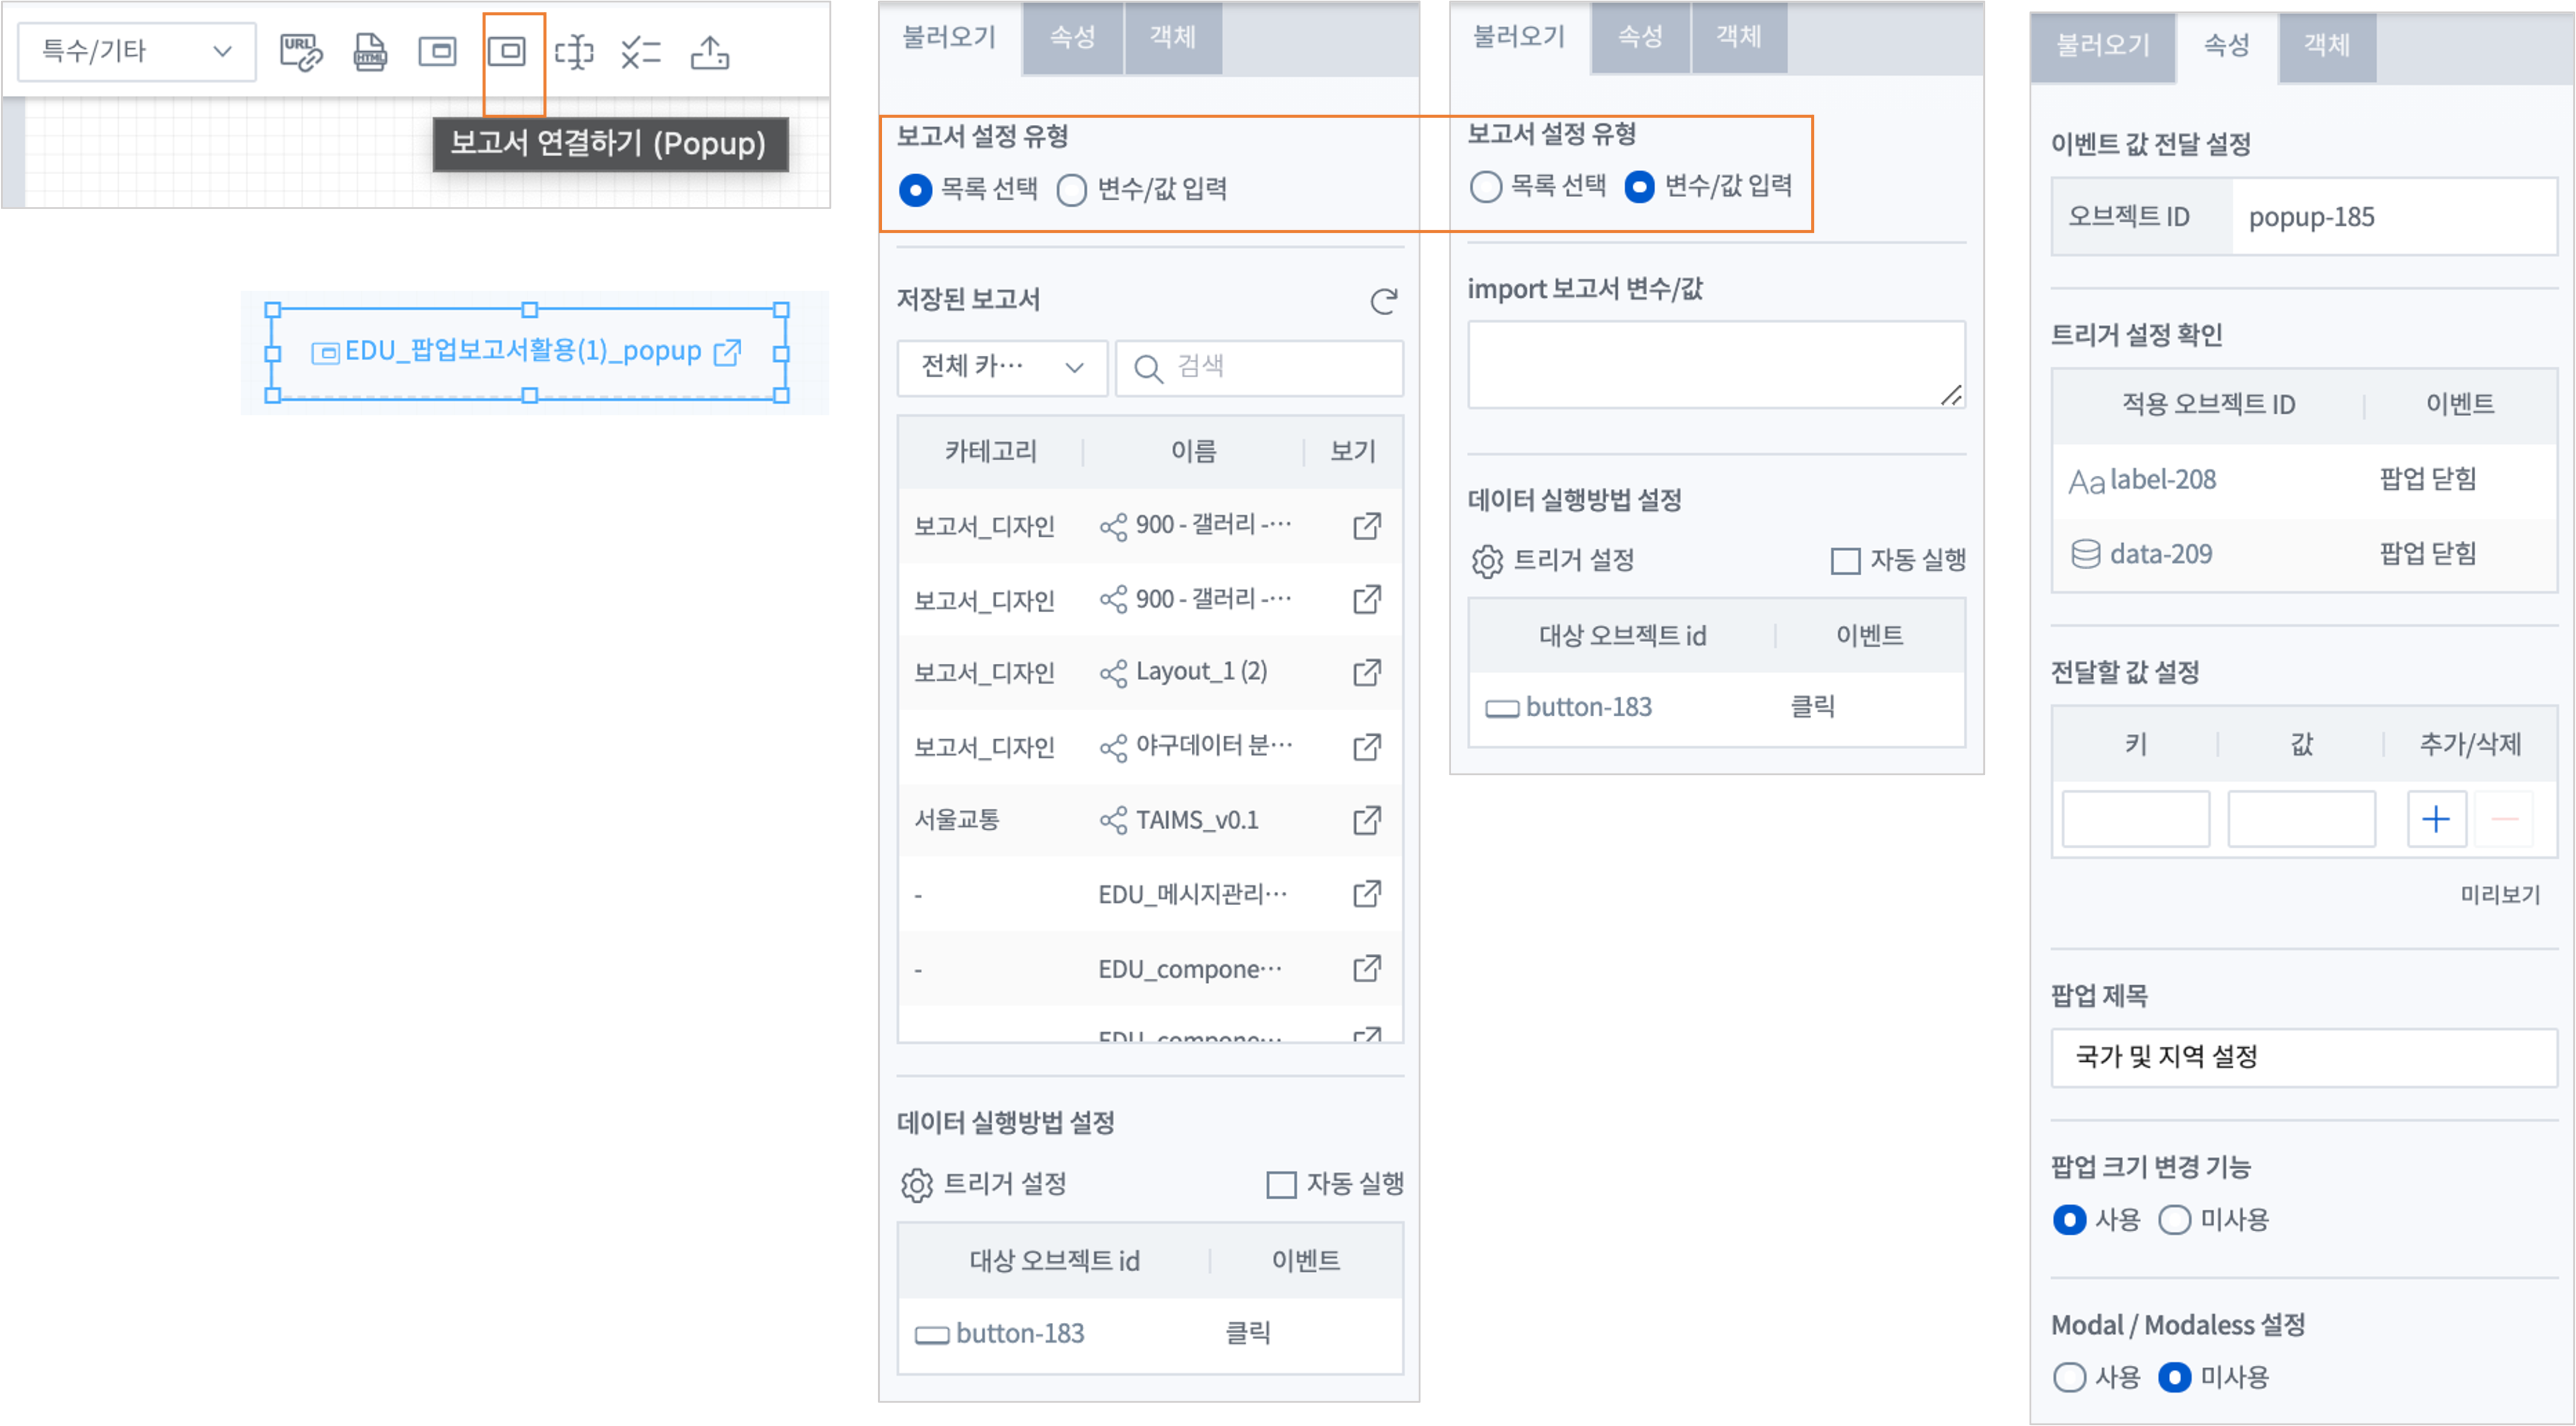 특수/기타
URL
HTML
보고서 연결하기 (Popup)
EDU_팝업보고서활용(1)_popup
불러오기 속성 객체
보고서 설정 유형
목록 선택 변수/값 입력
저장된 보고서
전체 카··· 검색
카테고리 이름 보기
보고서_디자인 900 - 갤러리 -···
보고서_디자인 900 - 갤러리 -···
보고서_디자인 Layout_1 (2)
보고서_디자인 야구데이터 분···
서울교통 TAIMS_v0.1
- EDU_메시지관리···
- EDU_compone···
EDU_compone···
데이터 실행방법 설정
트리거 설정 자동 실행
대상 오브젝트 id 이벤트
button-183 클릭
불러오기 속성 객체
보고서 설정 유형
목록 선택 변수/값 입력
import 보고서 변수/값
데이터 실행방법 설정
트리거 설정 자동 실행
대상 오브젝트 id 이벤트
button-183 클릭
불러오기 속성 객체
이벤트 값 전달 설정
오브젝트 ID popup-185
트리거 설정 확인
적용 오브젝트 ID 이벤트
Aa label-208 팝업 닫힘
data-209 팝업 닫힘
전달할 값 설정
키 값 추가/삭제
미리보기
팝업 제목
국가 및 지역 설정
팝업 크기 변경 기능
사용 미사용
Modal / Modaless 설정
사용 미사용